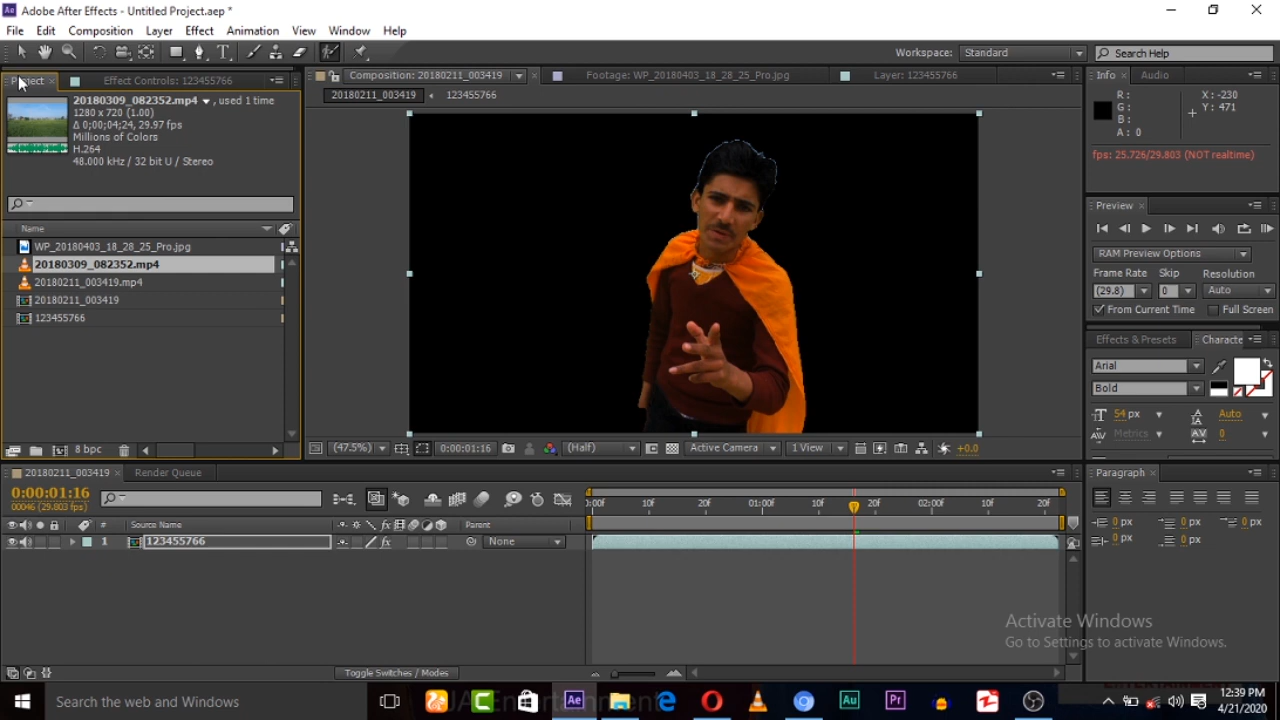 Adobe After Effects - Untitled Project.aep *
File Edit Composition Layer Effect Animation View Window Help
Workspace: Standard
Search Help
Project × Effect Controls: 123455766
20180309_082352.mp4 ▼ , used 1 time
1280 x 720 (1.00)
Δ 0;00;04;24, 29.97 fps
Millions of Colors
H.264
48.000 kHz / 32 bit U / Stereo
Name
WP_20180403_18_28_25_Pro.jpg
20180309_082352.mp4
20180211_003419.mp4
20180211_003419
123455766
8 bpc
Composition: 20180211_003419 Footage: WP_20180403_18_28_25_Pro.jpg Layer: 123455766
20180211_003419 123455766
(47.5%) 0:00:01:16 (Half) Active Camera 1 View +0.0
Info × Audio
R: X: -230
G: Y: 471
B:
A: 0
fps: 25.726/29.803 (NOT realtime)
Preview ×
RAM Preview Options
Frame Rate Skip Resolution
(29.8) 0 Auto
From Current Time Full Screen
Effects & Presets Characte
Arial
Bold
54 px Auto
Metrics 0
20180211_003419 × Render Queue
0:00:01:16
00046 (29.803 fps)
# Source Name Parent
1 123455766 None
:00f 10f 20f 01:00f 10f 20f 02:00f 10f 20f
Toggle Switches / Modes
Paragraph ×
0 px 0 px 0 px
0 px 0 px
Activate Windows
Go to Settings to activate Windows.
Search the web and Windows
Ae Au Pr
12:39 PM
4/21/2020